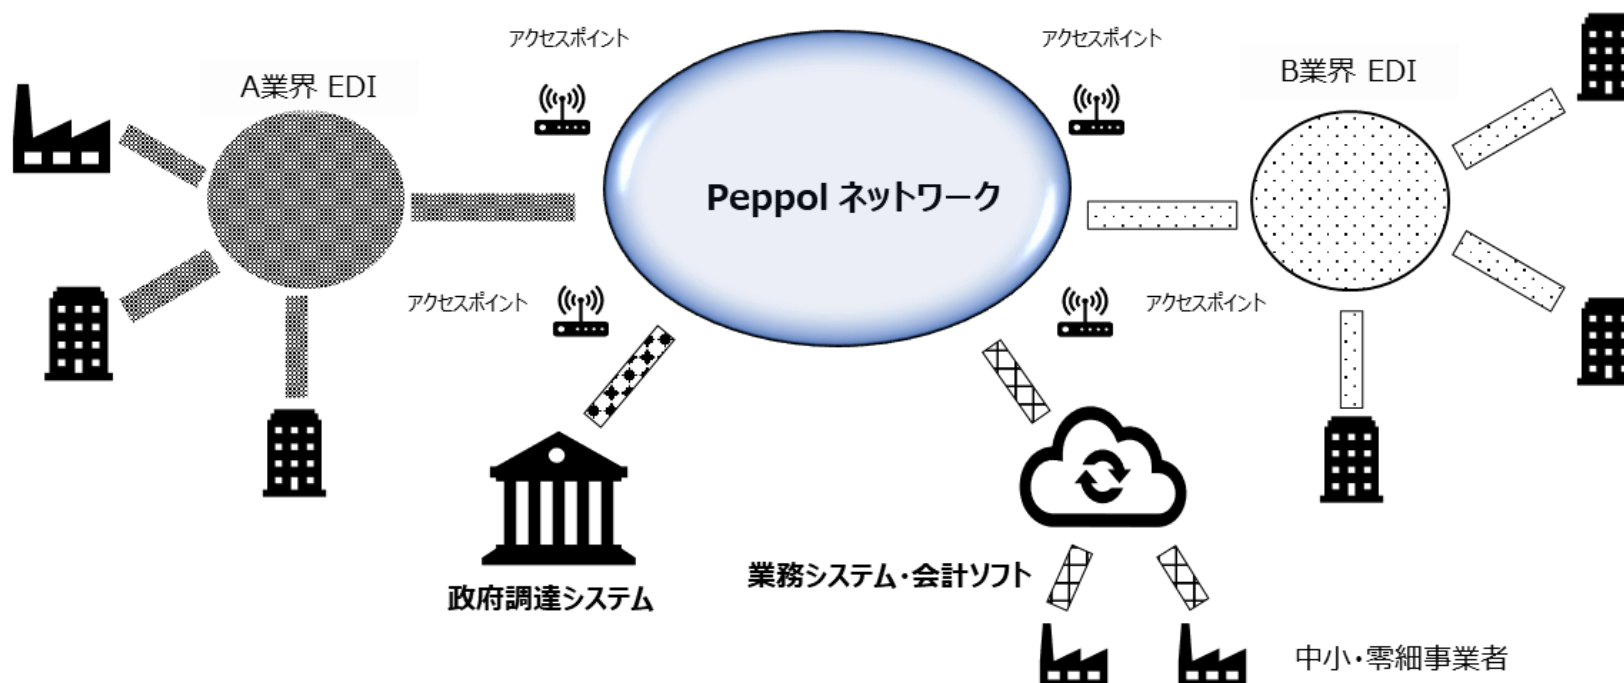 アクセスポイント
アクセスポイント
A業界 EDI
B業界 EDI
Peppol ネットワーク
アクセスポイント
アクセスポイント
政府調達システム
業務システム・会計ソフト
中小・零細事業者